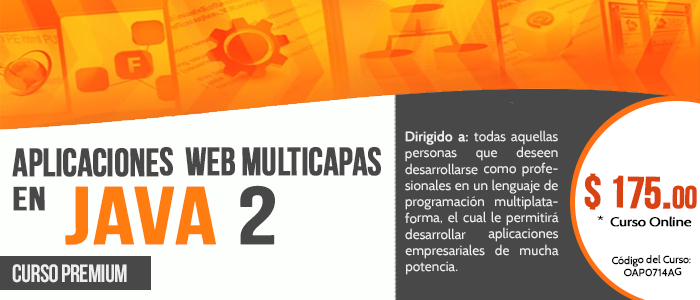 APLICACIONES WEB MULTICAPAS
EN JAVA 2
CURSO PREMIUM
Dirigido a: todas aquellas
personas que deseen
desarrollarse como profe-
sionales en un lenguaje de
programación multiplata-
forma, el cual le permitirá
desarrollar aplicaciones
empresariales de mucha
potencia.
$ 175.00
* Curso Online
Código del Curso:
OAP0714AG